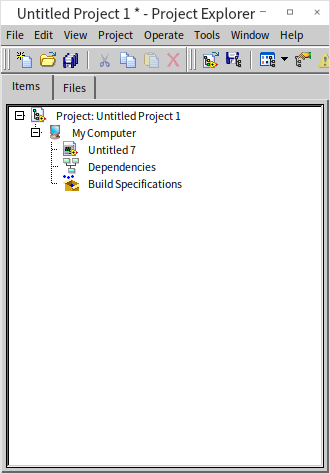 Untitled Project 1 * - Project Explorer
File Edit View Project Operate Tools Window Help
Items Files
Project: Untitled Project 1
My Computer
Untitled 7
Dependencies
Build Specifications